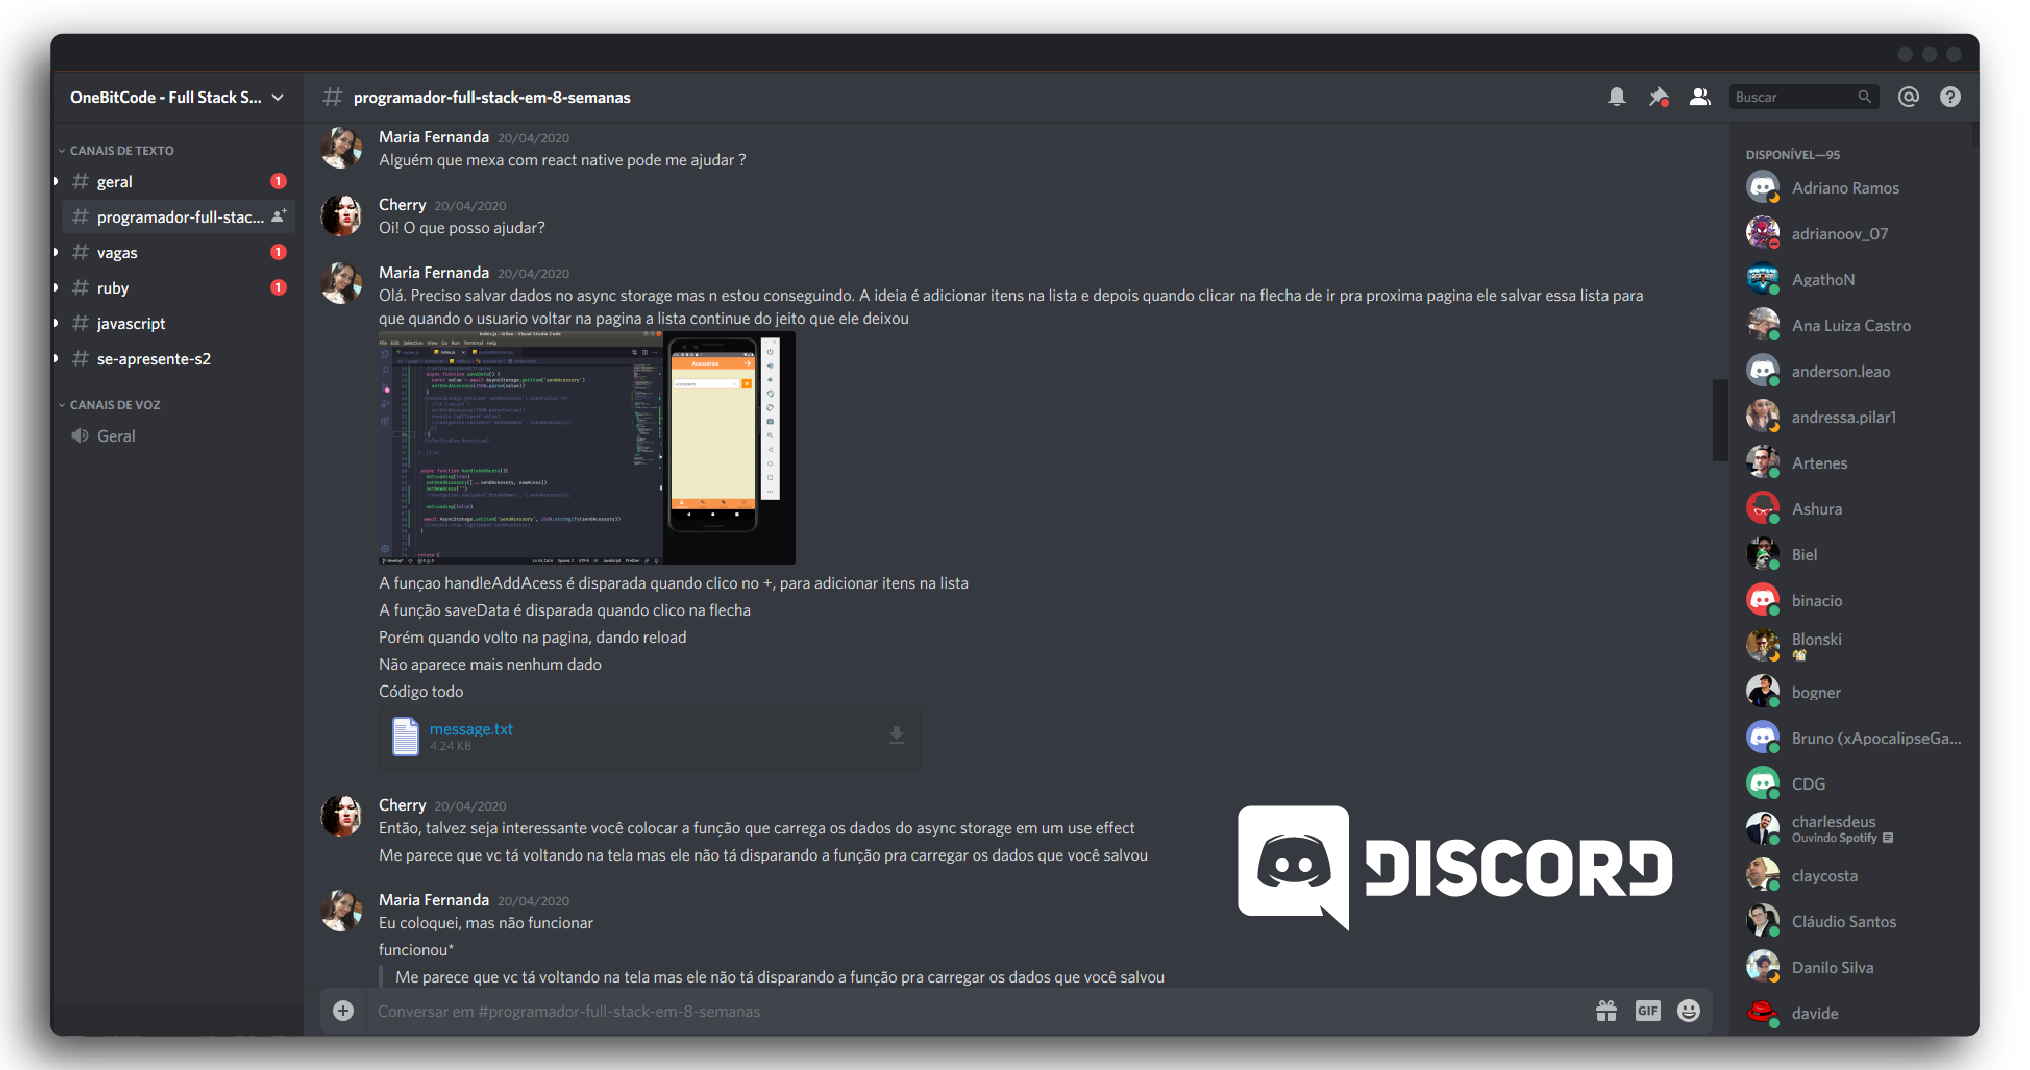 OneBitCode - Full Stack S...
CANAIS DE TEXTO
geral
1
programador-full-stac...
vagas
1
ruby
1
javascript
se-apresente-s2
CANAIS DE VOZ
Geral
programador-full-stack-em-8-semanas
Buscar
Maria Fernanda 20/04/2020
Alguém que mexa com react native pode me ajudar ?
Cherry 20/04/2020
Oi! O que posso ajudar?
Maria Fernanda 20/04/2020
Olá. Preciso salvar dados no async storage mas n estou conseguindo. A ideia é adicionar itens na lista e depois quando clicar na flecha de ir pra proxima pagina ele salvar essa lista para
que quando o usuario voltar na pagina a lista continue do jeito que ele deixou
A funçao handleAddAcess é disparada quando clico no +, para adicionar itens na lista
A função saveData é disparada quando clico na flecha
Porém quando volto na pagina, dando reload
Não aparece mais nenhum dado
Código todo
message.txt
4.24 KB
Cherry 20/04/2020
Então, talvez seja interessante você colocar a função que carrega os dados do async storage em um use effect
Me parece que vc tá voltando na tela mas ele não tá disparando a função pra carregar os dados que você salvou
Maria Fernanda 20/04/2020
Eu coloquei, mas não funcionar
funcionou*
Me parece que vc tá voltando na tela mas ele não tá disparando a função pra carregar os dados que você salvou
Conversar em #programador-full-stack-em-8-semanas
GIF
DISCORD
DISPONÍVEL—95
Adriano Ramos
adrianoov_07
AgathoN
Ana Luiza Castro
anderson.leao
andressa.pilar1
Artenes
Ashura
Biel
binacio
Blonski
bogner
Bruno (xApocalipseGa...
CDG
charlesdeus
Ouvindo Spotify
claycosta
Cláudio Santos
Danilo Silva
davide